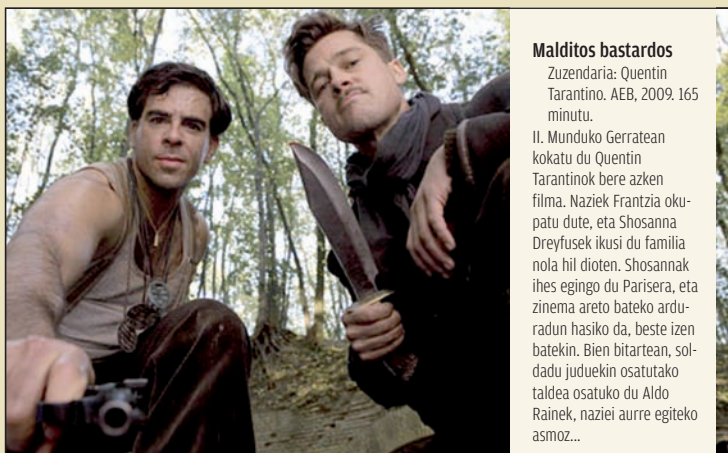 Malditos bastardos
Zuzendaria: Quentin
Tarantino. AEB, 2009. 165
minutu.
II. Munduko Gerratean
kokatu du Quentin
Tarantinok bere azken
filma. Naziek Frantzia oku-
patu dute, eta Shosanna
Dreyfusek ikusi du familia
nola hil dioten. Shosannak
ihes egingo du Parisera, eta
zinema areto bateko ardu-
radun hasiko da, beste izen
batekin. Bien bitartean, sol-
dadu juduekin osatutako
taldea osatuko du Aldo
Rainek, naziei aurre egiteko
asmoz...